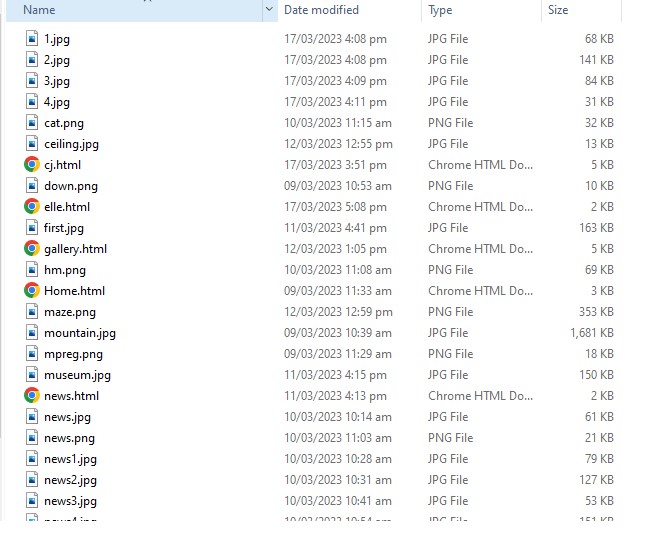 Name Date modified Type Size
1.jpg 17/03/2023 4:08 pm JPG File 68 KB
2.jpg 17/03/2023 4:08 pm JPG File 141 KB
3.jpg 17/03/2023 4:09 pm JPG File 84 KB
4.jpg 17/03/2023 4:11 pm JPG File 31 KB
cat.png 10/03/2023 11:15 am PNG File 32 KB
ceiling.jpg 12/03/2023 12:55 pm JPG File 13 KB
cj.html 17/03/2023 3:51 pm Chrome HTML Do... 5 KB
down.png 09/03/2023 10:53 am PNG File 10 KB
elle.html 17/03/2023 5:08 pm Chrome HTML Do... 2 KB
first.jpg 11/03/2023 4:41 pm JPG File 163 KB
gallery.html 12/03/2023 1:05 pm Chrome HTML Do... 5 KB
hm.png 10/03/2023 11:08 am PNG File 69 KB
Home.html 09/03/2023 11:33 am Chrome HTML Do... 3 KB
maze.png 12/03/2023 12:59 pm PNG File 353 KB
mountain.jpg 09/03/2023 10:39 am JPG File 1,681 KB
mpreg.png 09/03/2023 11:29 am PNG File 18 KB
museum.jpg 11/03/2023 4:15 pm JPG File 150 KB
news.html 11/03/2023 4:13 pm Chrome HTML Do... 2 KB
news.jpg 10/03/2023 10:14 am JPG File 61 KB
news.png 10/03/2023 11:03 am PNG File 21 KB
news1.jpg 10/03/2023 10:28 am JPG File 79 KB
news2.jpg 10/03/2023 10:31 am JPG File 127 KB
news3.jpg 10/03/2023 10:41 am JPG File 53 KB
news4.jpg 10/03/2023 10:54 am JPG File 151 KB